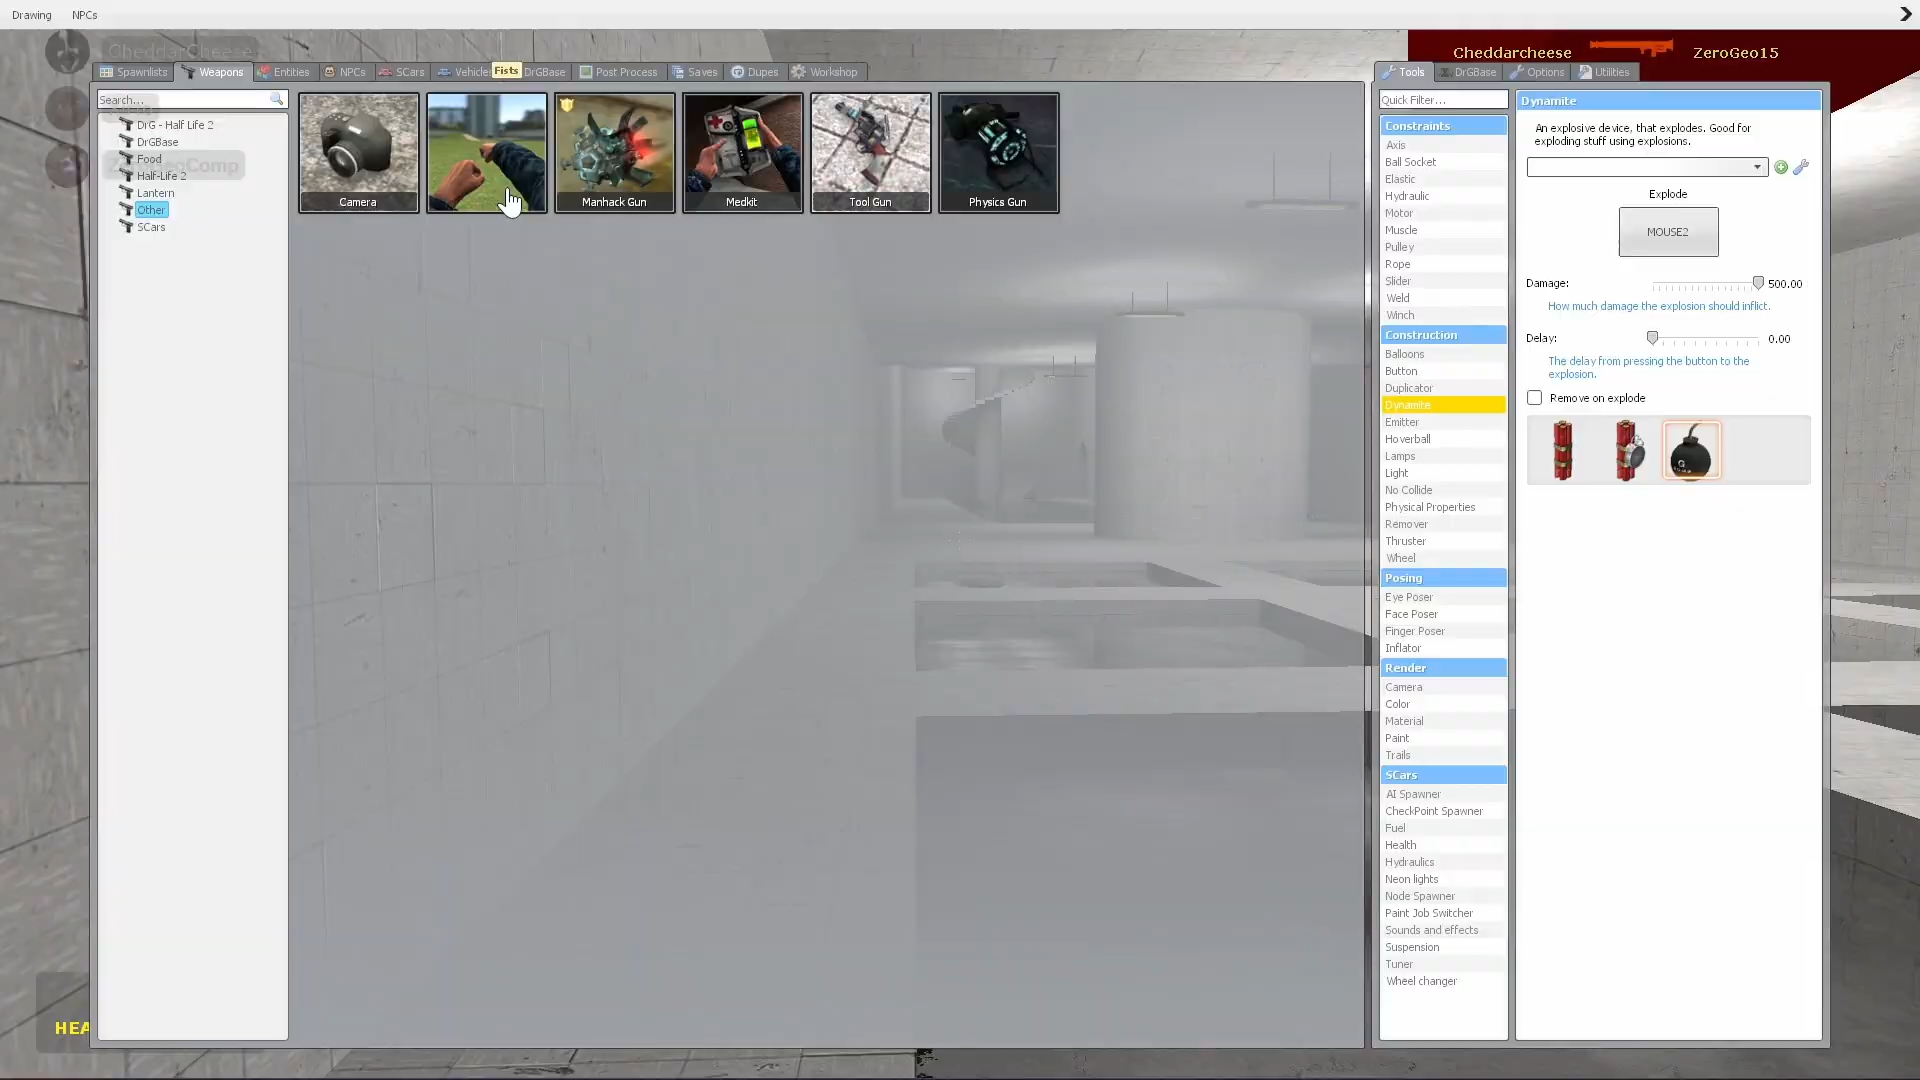 Drawing NPCs
CheddarCheese
Cheddarcheese ZeroGeo15
Spawnlists Weapons Entities NPCs SCars Vehicles Fists DrGBase Post Process Saves Dupes Workshop
Search...
DrG - Half Life 2
DrGBase
Food
Half-Life 2
Lantern
Other
SCars
Camera
Manhack Gun
Medkit
Tool Gun
Physics Gun
HEA
Tools DrGBase Options Utilities
Quick Filter...
Constraints
Axis
Ball Socket
Elastic
Hydraulic
Motor
Muscle
Pulley
Rope
Slider
Weld
Winch
Construction
Balloons
Button
Duplicator
Dynamite
Emitter
Hoverball
Lamps
Light
No Collide
Physical Properties
Remover
Thruster
Wheel
Posing
Eye Poser
Face Poser
Finger Poser
Inflator
Render
Camera
Color
Material
Paint
Trails
SCars
AI Spawner
CheckPoint Spawner
Fuel
Health
Hydraulics
Neon lights
Node Spawner
Paint Job Switcher
Sounds and effects
Suspension
Tuner
Wheel changer
Dynamite
An explosive device, that explodes. Good for
exploding stuff using explosions.
Explode
MOUSE2
Damage: 500.00
How much damage the explosion should inflict.
Delay: 0.00
The delay from pressing the button to the
explosion.
Remove on explode